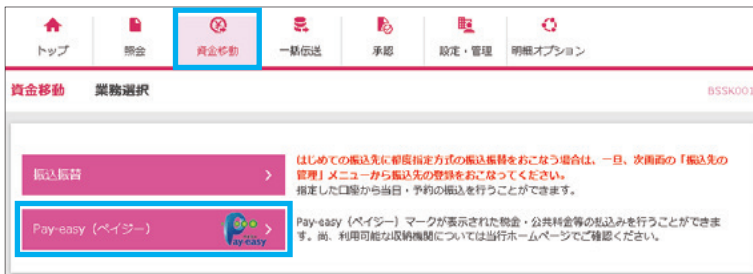 トップ
照会
資金移動
一括伝送
承認
設定・管理
明細オプション
資金移動 業務選択
BSSK001
振込振替
はじめての振込先に都度指定方式の振込振替をおこなう場合は、一旦、次画面の「振込先の
管理」メニューから振込先の登録をおこなってください。
指定した口座から当日・予約の振込を行うことができます。
Pay-easy（ペイジー）
Pay-easy
Pay-easy（ペイジー）マークが表示された税金・公共料金等の払込みを行うことができま
す。尚、利用可能な収納機関については当行ホームページでご確認ください。